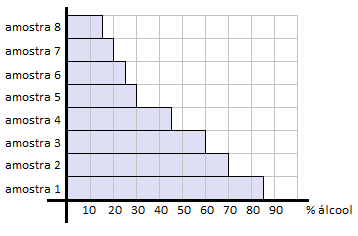 amostra 8
amostra 7
amostra 6
amostra 5
amostra 4
amostra 3
amostra 2
amostra 1
10 20 30 40 50 60 70 80 90 % álcool